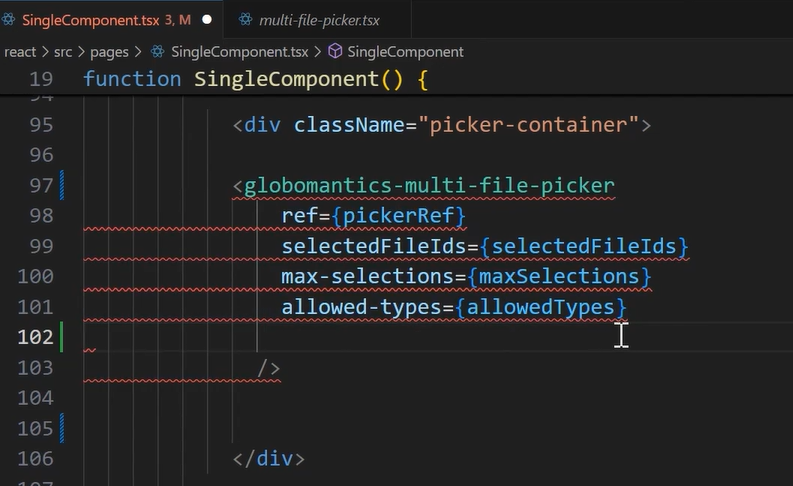 SingleComponent.tsx 3, M multi-file-picker.tsx
react > src > pages > SingleComponent.tsx > SingleComponent
19 function SingleComponent() {
94
95 <div className="picker-container">
96
97 <globomantics-multi-file-picker
98 ref={pickerRef}
99 selectedFileIds={selectedFileIds}
100 max-selections={maxSelections}
101 allowed-types={allowedTypes}
102
103 />
104
105
106 </div>
107